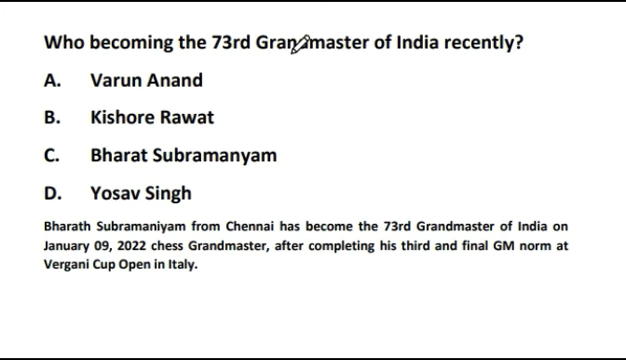 Who becoming the 73rd Grandmaster of India recently?
A. Varun Anand
B. Kishore Rawat
C. Bharat Subramanyam
D. Yosav Singh
Bharath Subramaniyam from Chennai has become the 73rd Grandmaster of India on
January 09, 2022 chess Grandmaster, after completing his third and final GM norm at
Vergani Cup Open in Italy.